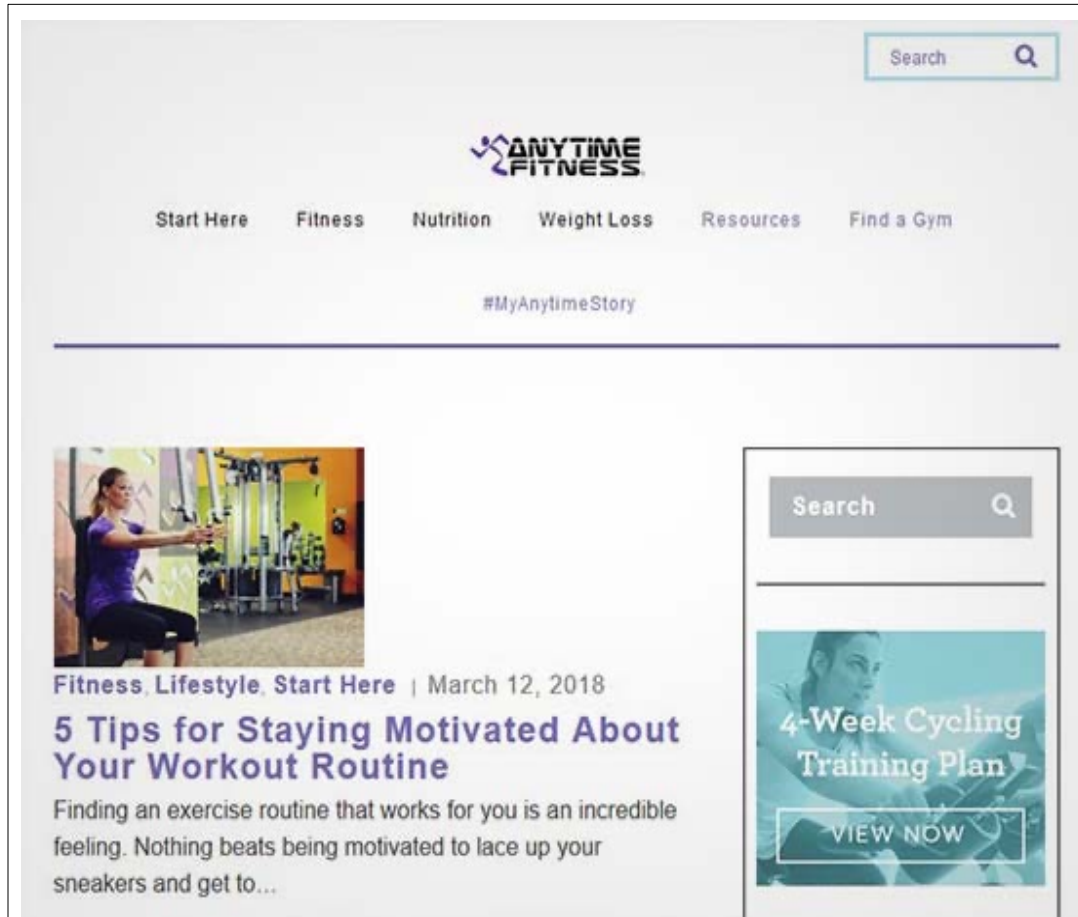 Search
ANYTIME
FITNESS
Start Here Fitness Nutrition Weight Loss Resources Find a Gym
#MyAnytimeStory
Fitness, Lifestyle, Start Here | March 12, 2018
5 Tips for Staying Motivated About
Your Workout Routine
Finding an exercise routine that works for you is an incredible
feeling. Nothing beats being motivated to lace up your
sneakers and get to...
Search
4-Week Cycling
Training Plan
VIEW NOW